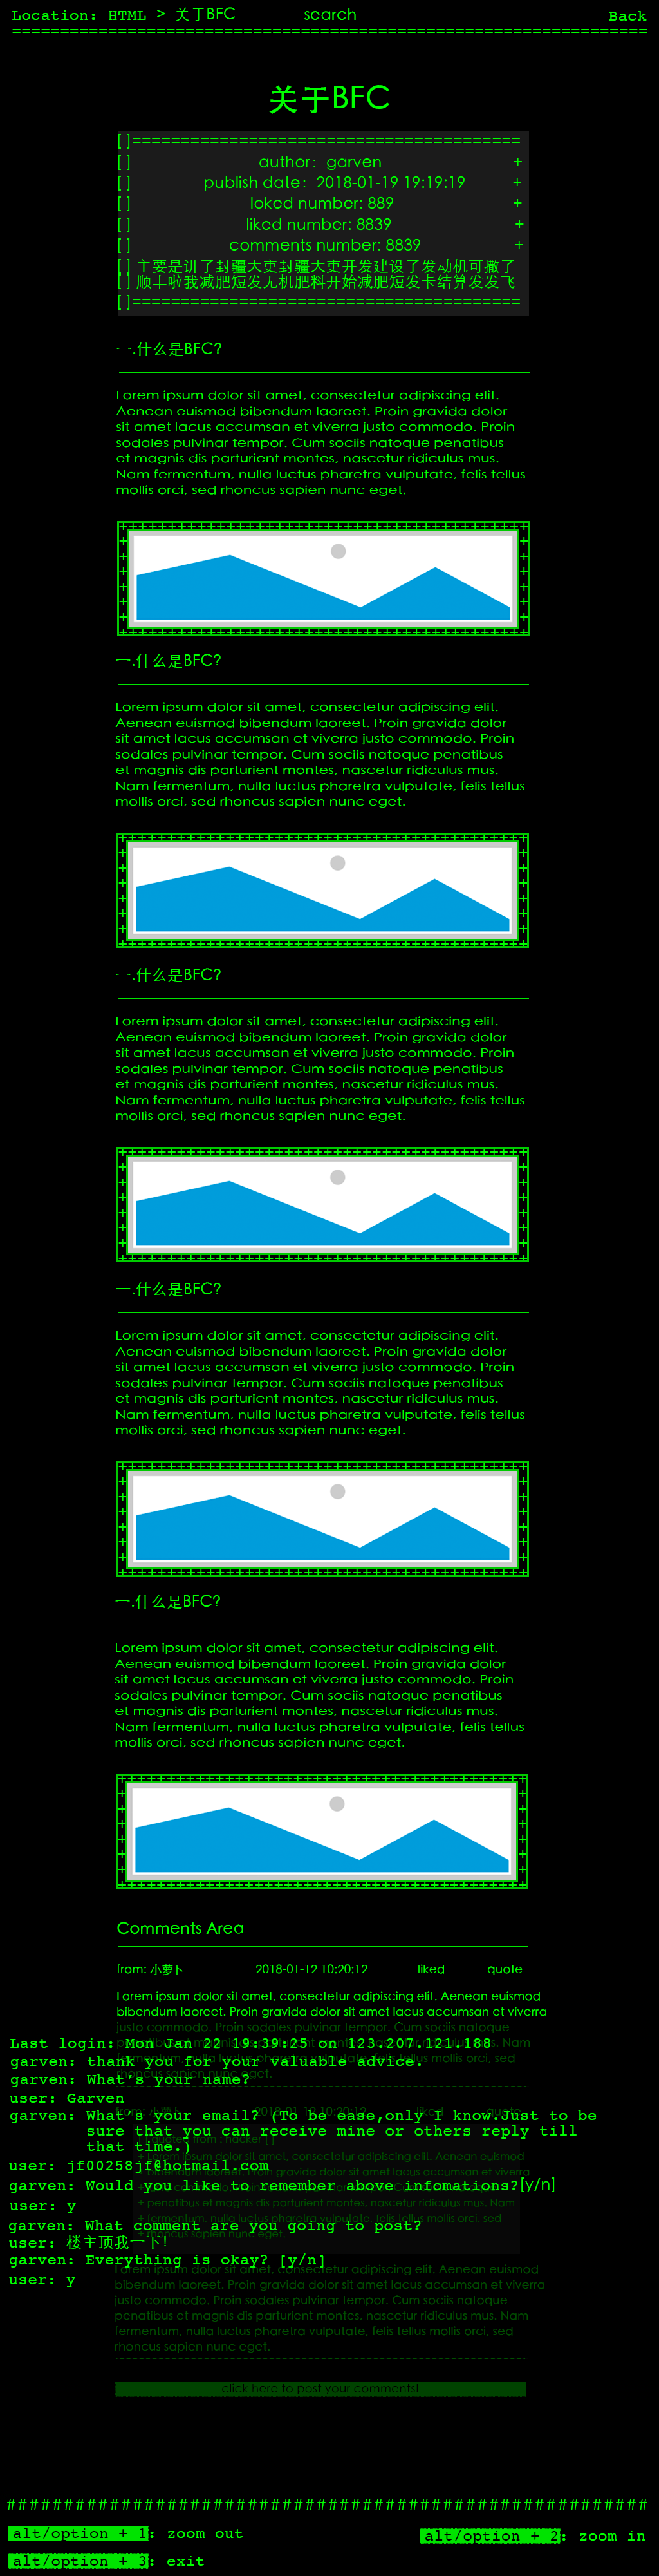 Location: HTML > 关于BFC search Back
==================================================================
关于BFC
[ ]========================================
[ ] author: garven +
[ ] publish date: 2018-01-19 19:19:19 +
[ ] loked number: 889 +
[ ] liked number: 8839 +
[ ] comments number: 8839 +
[ ] 主要是讲了封疆大吏封疆大吏开发建设了发动机可撒了
[ ] 顺丰啦我减肥短发无机肥料开始减肥短发卡结算发发飞
[ ]========================================
一.什么是BFC?
Lorem ipsum dolor sit amet, consectetur adipiscing elit.
Aenean euismod bibendum laoreet. Proin gravida dolor
sit amet lacus accumsan et viverra justo commodo. Proin
sodales pulvinar tempor. Cum sociis natoque penatibus
et magnis dis parturient montes, nascetur ridiculus mus.
Nam fermentum, nulla luctus pharetra vulputate, felis tellus
mollis orci, sed rhoncus sapien nunc eget.
一.什么是BFC?
Lorem ipsum dolor sit amet, consectetur adipiscing elit.
Aenean euismod bibendum laoreet. Proin gravida dolor
sit amet lacus accumsan et viverra justo commodo. Proin
sodales pulvinar tempor. Cum sociis natoque penatibus
et magnis dis parturient montes, nascetur ridiculus mus.
Nam fermentum, nulla luctus pharetra vulputate, felis tellus
mollis orci, sed rhoncus sapien nunc eget.
一.什么是BFC?
Lorem ipsum dolor sit amet, consectetur adipiscing elit.
Aenean euismod bibendum laoreet. Proin gravida dolor
sit amet lacus accumsan et viverra justo commodo. Proin
sodales pulvinar tempor. Cum sociis natoque penatibus
et magnis dis parturient montes, nascetur ridiculus mus.
Nam fermentum, nulla luctus pharetra vulputate, felis tellus
mollis orci, sed rhoncus sapien nunc eget.
一.什么是BFC?
Lorem ipsum dolor sit amet, consectetur adipiscing elit.
Aenean euismod bibendum laoreet. Proin gravida dolor
sit amet lacus accumsan et viverra justo commodo. Proin
sodales pulvinar tempor. Cum sociis natoque penatibus
et magnis dis parturient montes, nascetur ridiculus mus.
Nam fermentum, nulla luctus pharetra vulputate, felis tellus
mollis orci, sed rhoncus sapien nunc eget.
一.什么是BFC?
Lorem ipsum dolor sit amet, consectetur adipiscing elit.
Aenean euismod bibendum laoreet. Proin gravida dolor
sit amet lacus accumsan et viverra justo commodo. Proin
sodales pulvinar tempor. Cum sociis natoque penatibus
et magnis dis parturient montes, nascetur ridiculus mus.
Nam fermentum, nulla luctus pharetra vulputate, felis tellus
mollis orci, sed rhoncus sapien nunc eget.
Comments Area
from: 小萝卜 2018-01-12 10:20:12 liked quote
Lorem ipsum dolor sit amet, consectetur adipiscing elit. Aenean euismod
bibendum laoreet. Proin gravida dolor sit amet lacus accumsan et viverra
justo commodo. Proin sodales pulvinar tempor. Cum sociis natoque
Last login: Mon Jan 22 19:39:25 on 123.207.121.188
garven: thank you for your valuable advice.
garven: What's your name?
user: Garven
garven: What's your email? (To be ease,only I know.Just to be
sure that you can receive mine or others reply till
that time.)
user: jf00258jf@hotmail.com
garven: Would you like to remember above infomations?[y/n]
user: y
+ penatibus et magnis dis parturient montes, nascetur ridiculus mus. Nam
+ fermentum, nulla luctus pharetra vulputate, felis tellus mollis orci, sed
garven: What comment are you going to post?
user: 楼主顶我一下!
garven: Everything is okay? [y/n]
user: y
Lorem ipsum dolor sit amet, consectetur adipiscing elit. Aenean euismod
bibendum laoreet. Proin gravida dolor sit amet lacus accumsan et viverra
justo commodo. Proin sodales pulvinar tempor. Cum sociis natoque
penatibus et magnis dis parturient montes, nascetur ridiculus mus. Nam
fermentum, nulla luctus pharetra vulputate, felis tellus mollis orci, sed
rhoncus sapien nunc eget.
click here to post your comments!
########################################################
alt/option + 1: zoom out alt/option + 2: zoom in
alt/option + 3: exit